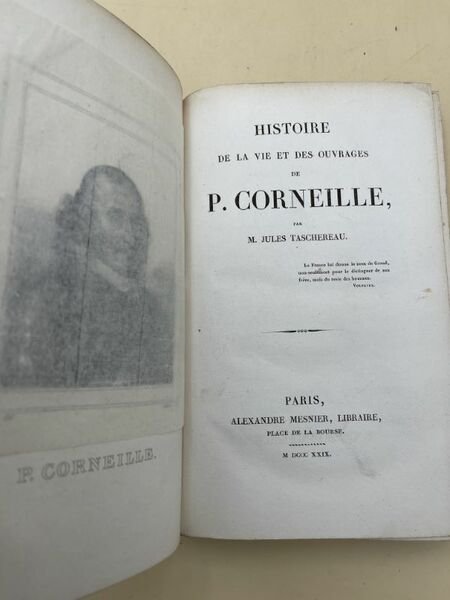 P. CORNEILLE.
HISTOIRE
DE LA VIE ET DES OUVRAGES
DE
P. CORNEILLE,
PAR
M. JULES TASCHEREAU.
La France lui donna le nom de Grand,
non seulement pour le distinguer de son
frère, mais du reste des hommes.
VOLTAIRE.
PARIS,
ALEXANDRE MESNIER, LIBRAIRE,
PLACE DE LA BOURSE.
M DCCC XXIX.